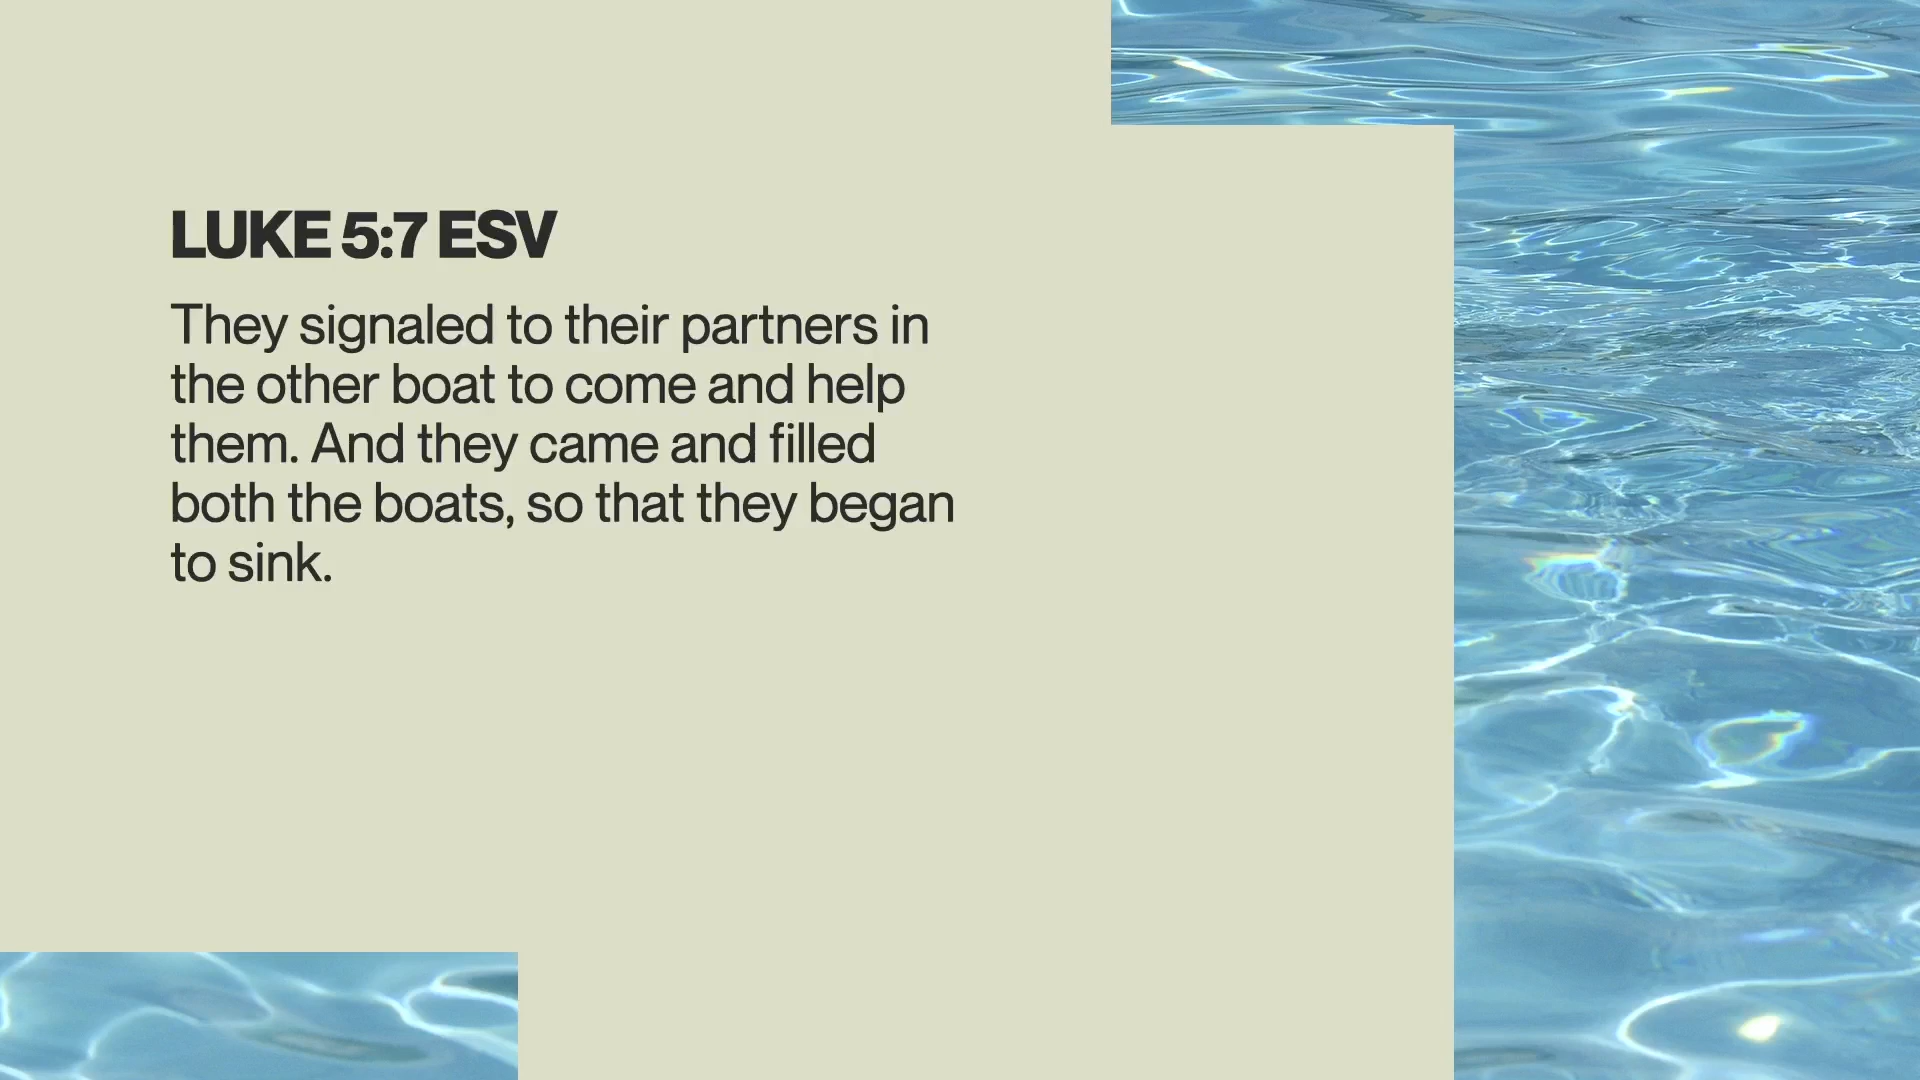 LUKE 5:7 ESV
They signaled to their partners in
the other boat to come and help
them. And they came and filled
both the boats, so that they began
to sink.